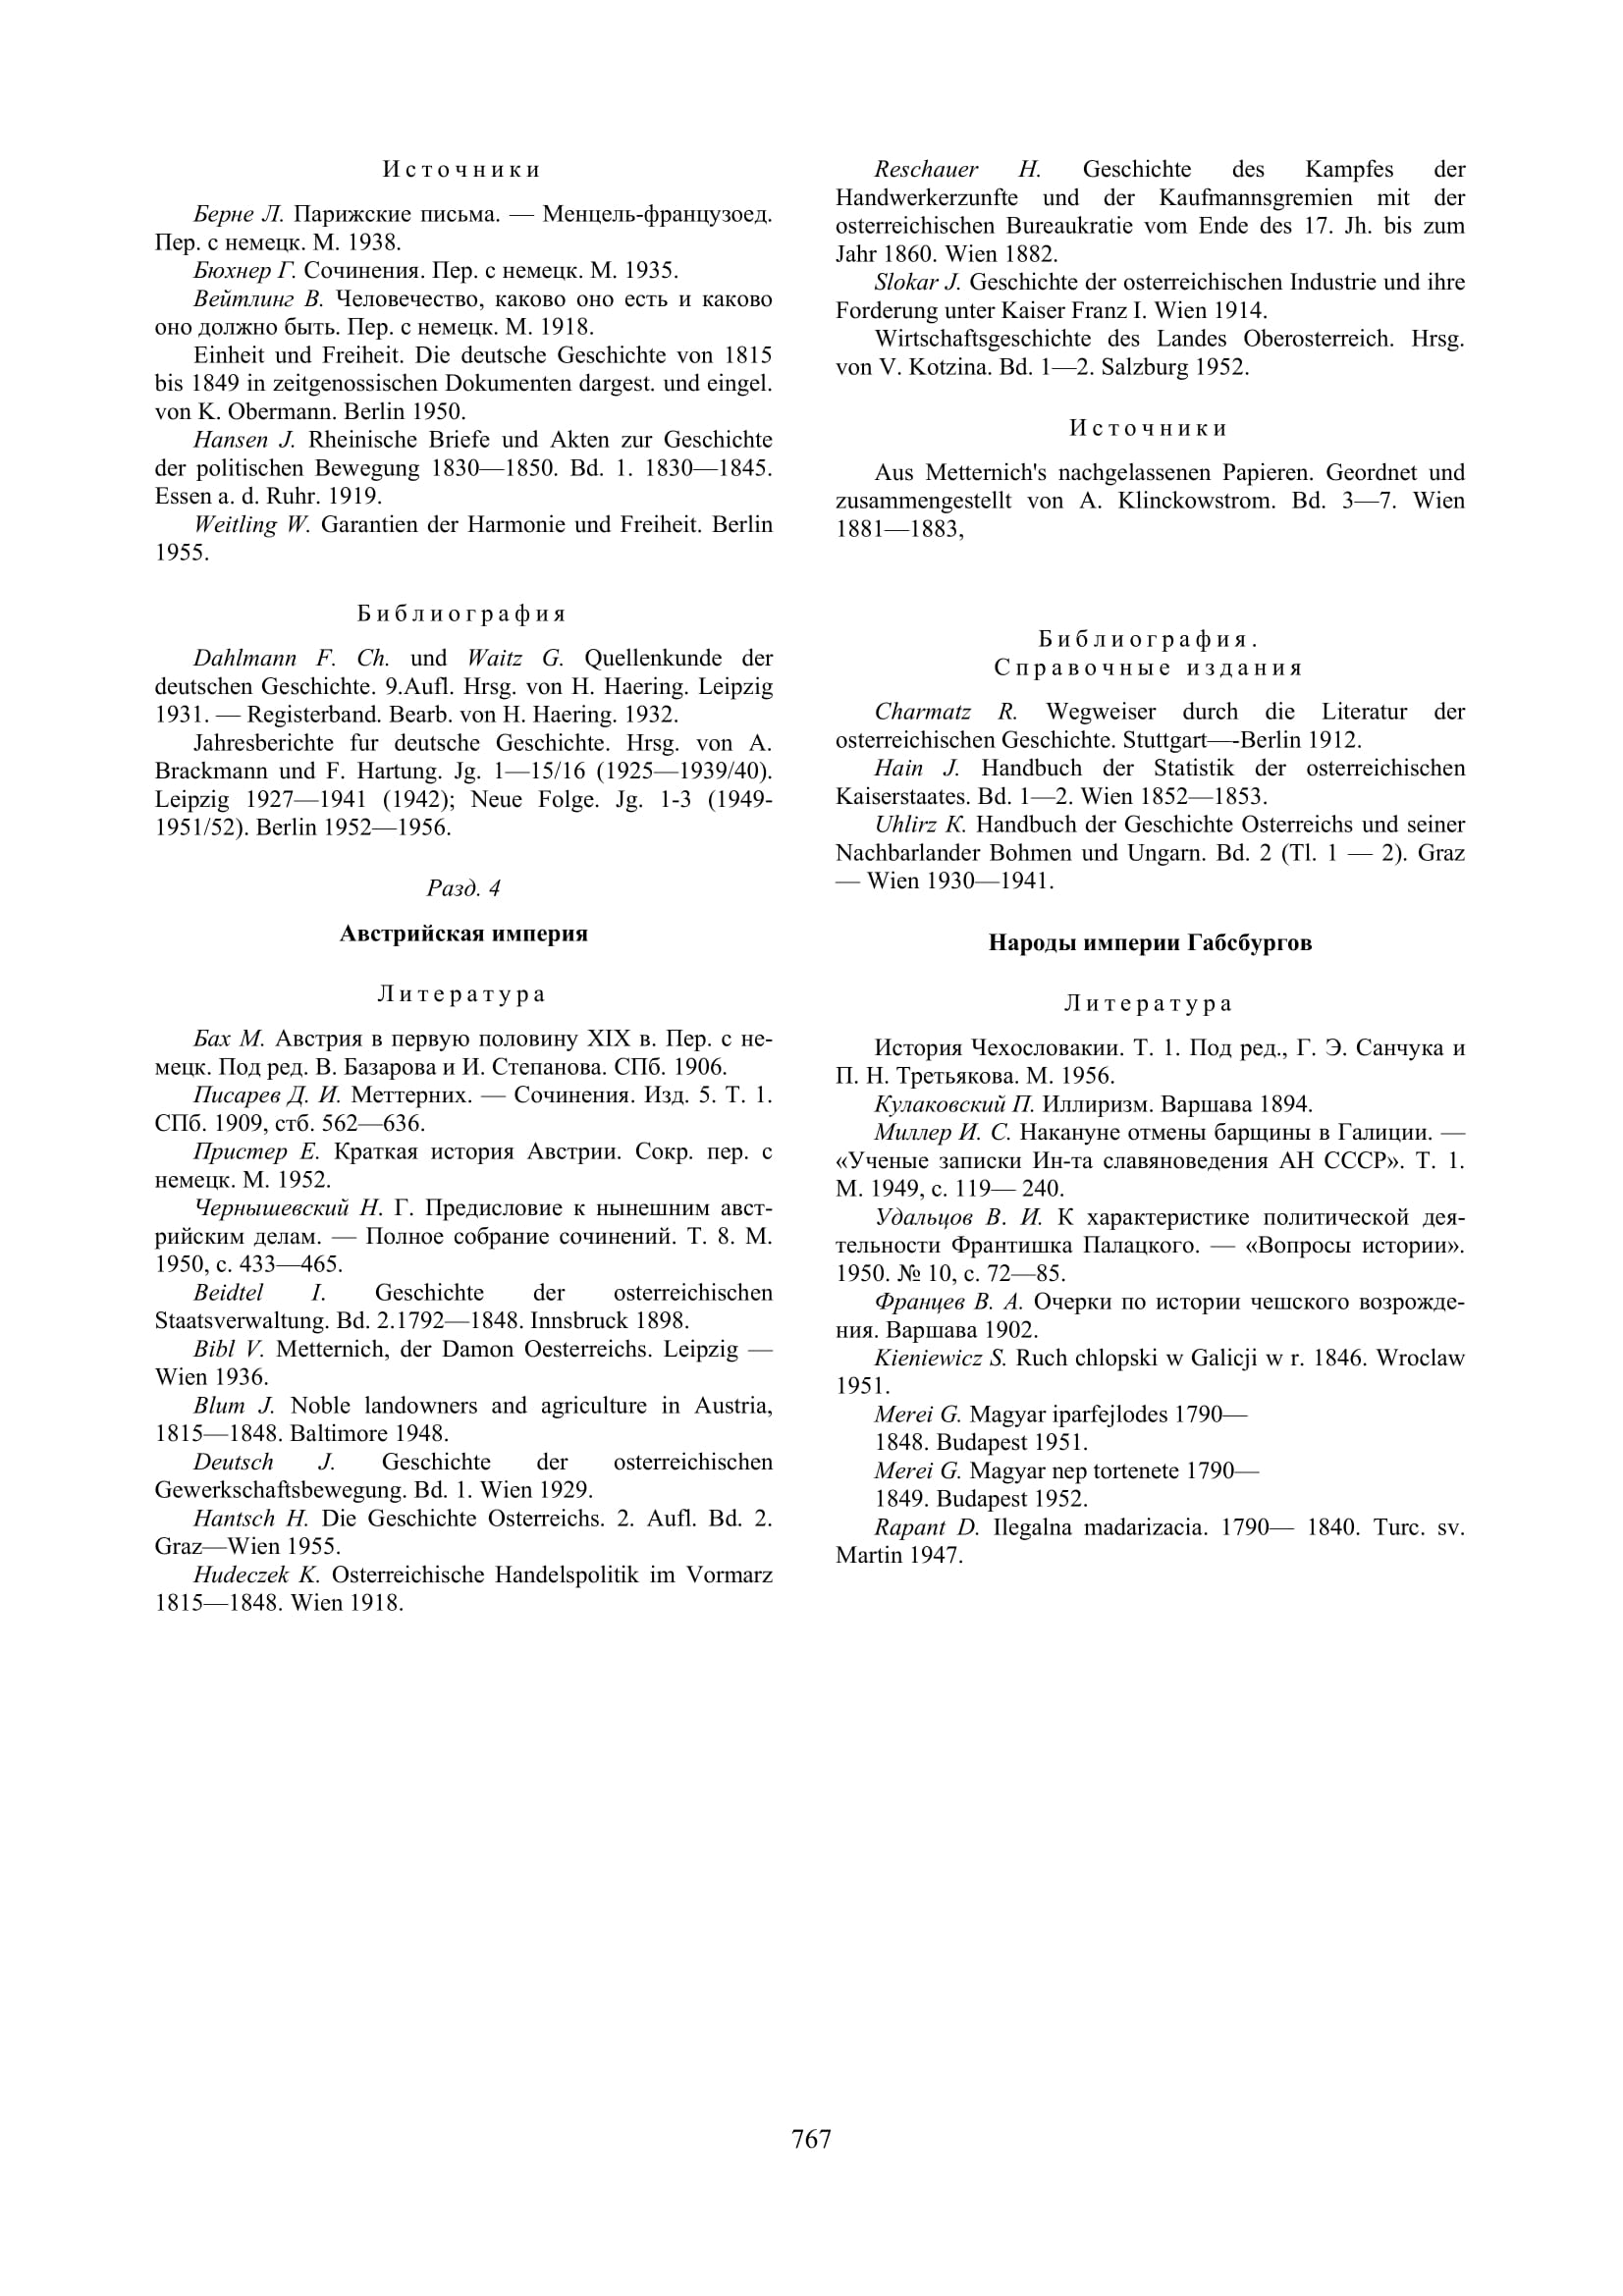 Источники
Берне Л. Парижские письма. — Менцель-французоед.
Пер. с немецк. М. 1938.
Бюхнер Г. Сочинения. Пер. с немецк. М. 1935.
Вейтлинг В. Человечество, каково оно есть и каково
оно должно быть. Пер. с немецк. М. 1918.
Einheit und Freiheit. Die deutsche Geschichte von 1815
bis 1849 in zeitgenossischen Dokumenten dargest. und eingel.
von K. Obermann. Berlin 1950.
Hansen J. Rheinische Briefe und Akten zur Geschichte
der politischen Bewegung 1830—1850. Bd. 1. 1830—1845.
Essen a. d. Ruhr. 1919.
Weitling W. Garantien der Harmonie und Freiheit. Berlin
1955.
Библиография
Dahlmann F. Ch. und Waitz G. Quellenkunde der
deutschen Geschichte. 9.Aufl. Hrsg. von H. Haering. Leipzig
1931. — Registerband. Bearb. von H. Haering. 1932.
Jahresberichte fur deutsche Geschichte. Hrsg. von A.
Brackmann und F. Hartung. Jg. 1—15/16 (1925—1939/40).
Leipzig 1927—1941 (1942); Neue Folge. Jg. 1-3 (1949-
1951/52). Berlin 1952—1956.
Разд. 4
Австрийская империя
Литература
Бах М. Австрия в первую половину XIX в. Пер. с не-
мецк. Под ред. В. Базарова и И. Степанова. СПб. 1906.
Писарев Д. И. Меттерних. — Сочинения. Изд. 5. Т. 1.
СПб. 1909, стб. 562—636.
Пристер Е. Краткая история Австрии. Сокр. пер. с
немецк. М. 1952.
Чернышевский Н. Г. Предисловие к нынешним авст-
рийским делам. — Полное собрание сочинений. Т. 8. М.
1950, с. 433—465.
Beidtel I. Geschichte der osterreichischen
Staatsverwaltung. Bd. 2.1792—1848. Innsbruck 1898.
Bibl V. Metternich, der Damon Oesterreichs. Leipzig —
Wien 1936.
Blum J. Noble landowners and agriculture in Austria,
1815—1848. Baltimore 1948.
Deutsch J. Geschichte der osterreichischen
Gewerkschaftsbewegung. Bd. 1. Wien 1929.
Hantsch H. Die Geschichte Osterreichs. 2. Aufl. Bd. 2.
Graz—Wien 1955.
Hudeczek K. Osterreichische Handelspolitik im Vormarz
1815—1848. Wien 1918.
Reschauer H. Geschichte des Kampfes der
Handwerkerzunfte und der Kaufmannsgremien mit der
osterreichischen Bureaukratie vom Ende des 17. Jh. bis zum
Jahr 1860. Wien 1882.
Slokar J. Geschichte der osterreichischen Industrie und ihre
Forderung unter Kaiser Franz I. Wien 1914.
Wirtschaftsgeschichte des Landes Oberosterreich. Hrsg.
von V. Kotzina. Bd. 1—2. Salzburg 1952.
Источники
Aus Metternich's nachgelassenen Papieren. Geordnet und
zusammengestellt von A. Klinckowstrom. Bd. 3—7. Wien
1881—1883,
Библиография.
Справочные издания
Charmatz R. Wegweiser durch die Literatur der
osterreichischen Geschichte. Stuttgart—-Berlin 1912.
Hain J. Handbuch der Statistik der osterreichischen
Kaiserstaates. Bd. 1—2. Wien 1852—1853.
Uhlirz K. Handbuch der Geschichte Osterreichs und seiner
Nachbarlander Bohmen und Ungarn. Bd. 2 (Tl. 1 — 2). Graz
— Wien 1930—1941.
Народы империи Габсбургов
Литература
История Чехословакии. Т. 1. Под ред., Г. Э. Санчука и
П. Н. Третьякова. М. 1956.
Кулаковский П. Иллиризм. Варшава 1894.
Миллер И. С. Накануне отмены барщины в Галиции. —
«Ученые записки Ин-та славяноведения АН СССР». Т. 1.
М. 1949, с. 119— 240.
Удальцов В. И. К характеристике политической дея-
тельности Франтишка Палацкого. — «Вопросы истории».
1950. № 10, с. 72—85.
Францев В. А. Очерки по истории чешского возрожде-
ния. Варшава 1902.
Kieniewicz S. Ruch chlopski w Galicji w r. 1846. Wroclaw
1951.
Merei G. Magyar iparfejlodes 1790—
1848. Budapest 1951.
Merei G. Magyar nep tortenete 1790—
1849. Budapest 1952.
Rapant D. Ilegalna madarizacia. 1790— 1840. Turc. sv.
Martin 1947.
767